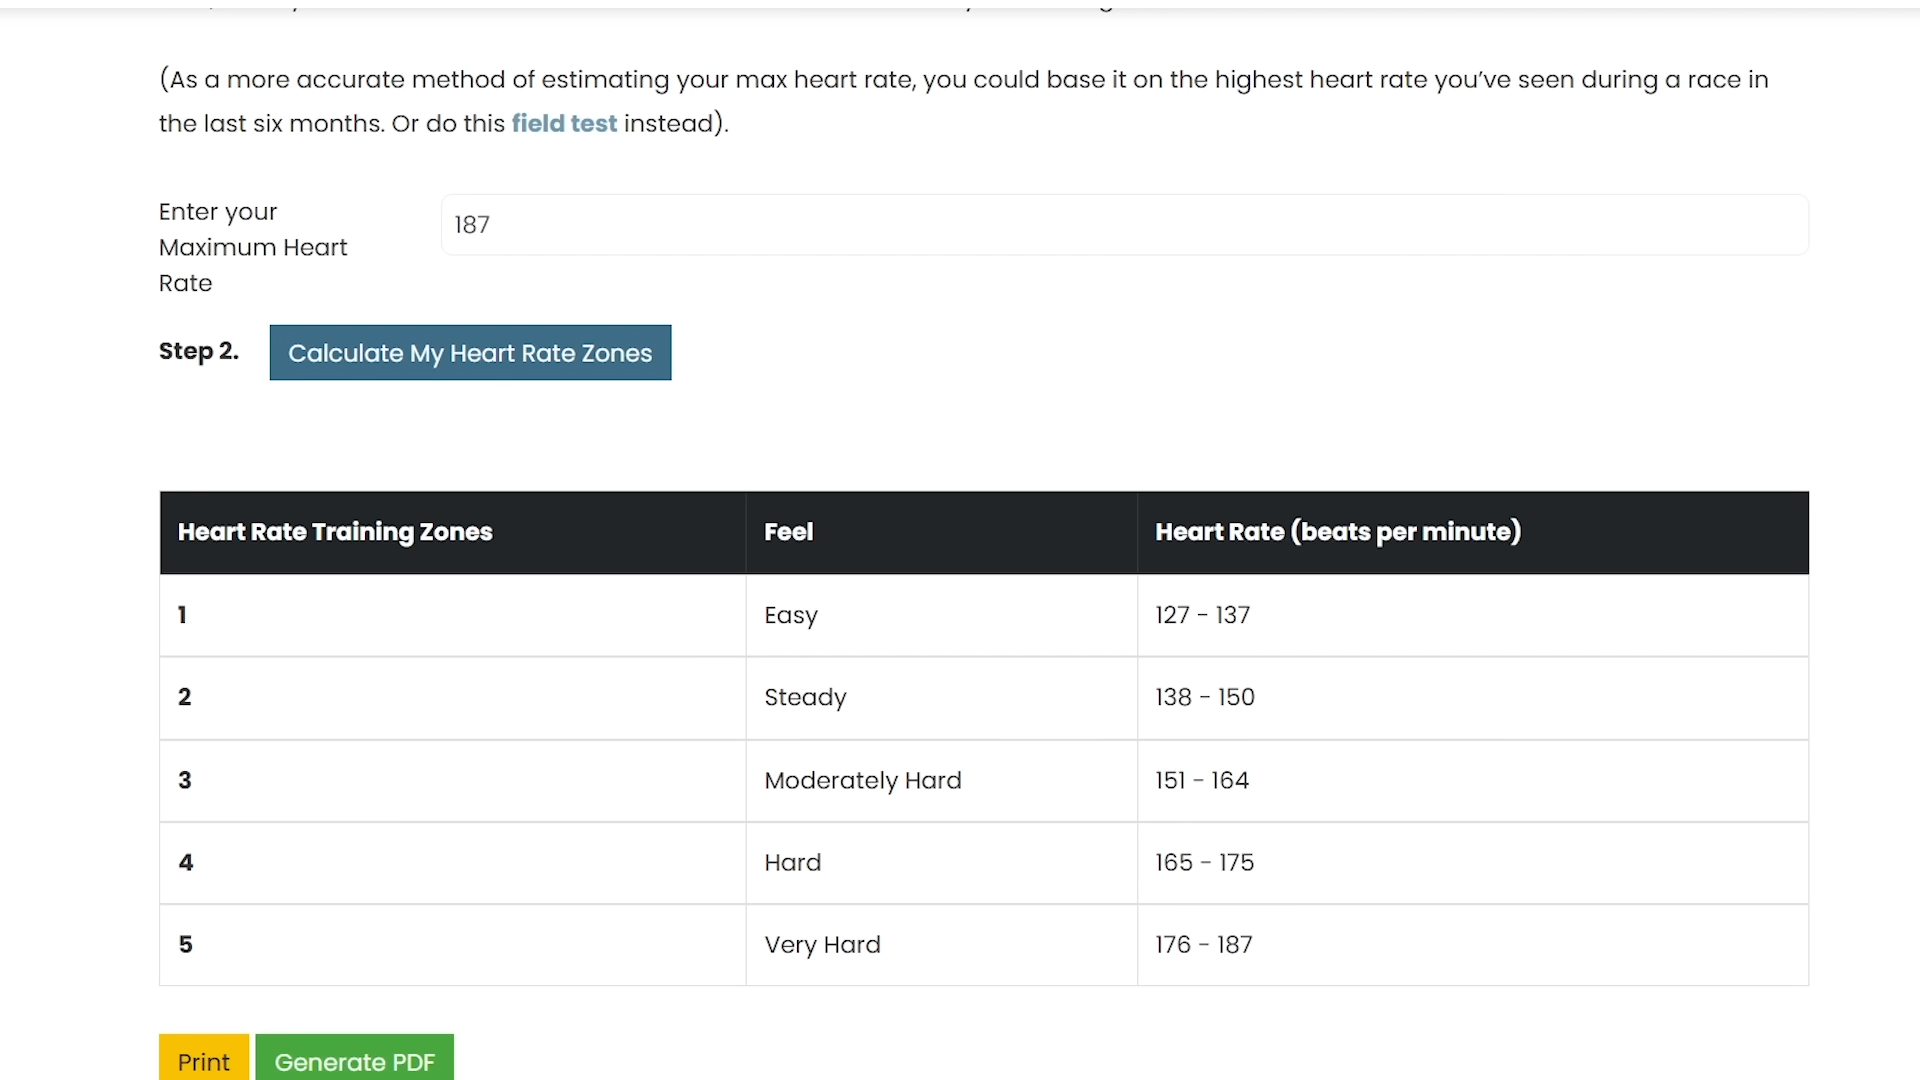 (As a more accurate method of estimating your max heart rate, you could base it on the highest heart rate you’ve seen during a race in
the last six months. Or do this field test instead).
Enter your
Maximum Heart
Rate
187
Step 2. Calculate My Heart Rate Zones
Heart Rate Training Zones Feel Heart Rate (beats per minute)
1 Easy 127 - 137
2 Steady 138 - 150
3 Moderately Hard 151 - 164
4 Hard 165 - 175
5 Very Hard 176 - 187
Print Generate PDF